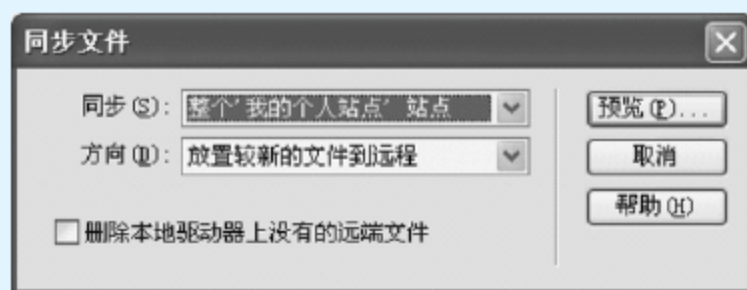 同步文件
同步(S): 整个'我的个人站点' 站点
预览(P)...
方向(D): 放置较新的文件到远程
取消
帮助(H)
删除本地驱动器上没有的远端文件